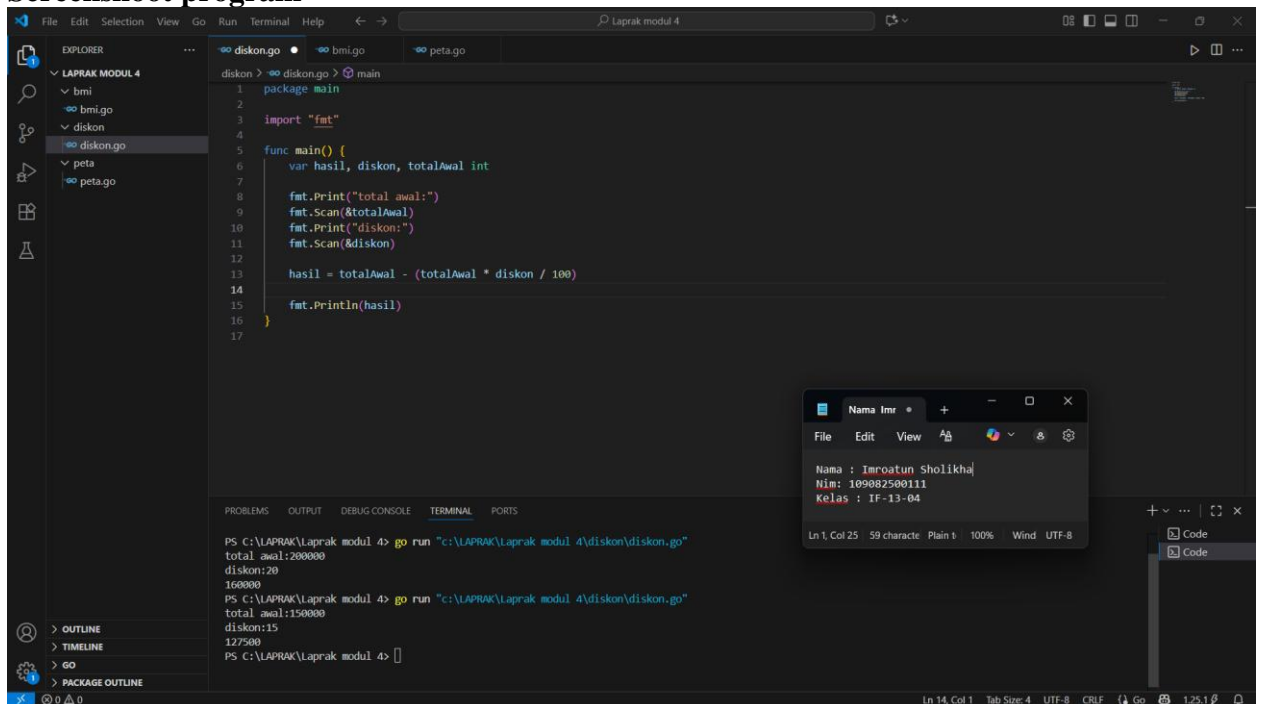 Screenshoot program
File Edit Selection View Go Run Terminal Help
Laprak modul 4
EXPLORER
LAPRAK MODUL 4
bmi
bmi.go
diskon
diskon.go
peta
peta.go
OUTLINE
TIMELINE
GO
PACKAGE OUTLINE
diskon.go bmi.go peta.go
diskon > diskon.go > main
1 package main
2
3 import "fmt"
4
5 func main() {
6 var hasil, diskon, totalAwal int
7
8 fmt.Print("total awal:")
9 fmt.Scan(&totalAwal)
10 fmt.Print("diskon:")
11 fmt.Scan(&diskon)
12
13 hasil = totalAwal - (totalAwal * diskon / 100)
14
15 fmt.Println(hasil)
16 }
17
Nama Imr
File Edit View
Nama : Imroatun Sholikha
Nim: 109082500111
Kelas : IF-13-04
Ln 1, Col 25 59 characte Plain t 100% Wind UTF-8
PROBLEMS OUTPUT DEBUG CONSOLE TERMINAL PORTS
PS C:\LAPRAK\Laprak modul 4> go run "c:\LAPRAK\Laprak modul 4\diskon\diskon.go"
total awal:200000
diskon:20
160000
PS C:\LAPRAK\Laprak modul 4> go run "c:\LAPRAK\Laprak modul 4\diskon\diskon.go"
total awal:150000
diskon:15
127500
PS C:\LAPRAK\Laprak modul 4>
Code
Code
0 0
Ln 14, Col 1 Tab Size: 4 UTF-8 CRLF Go 1.25.1